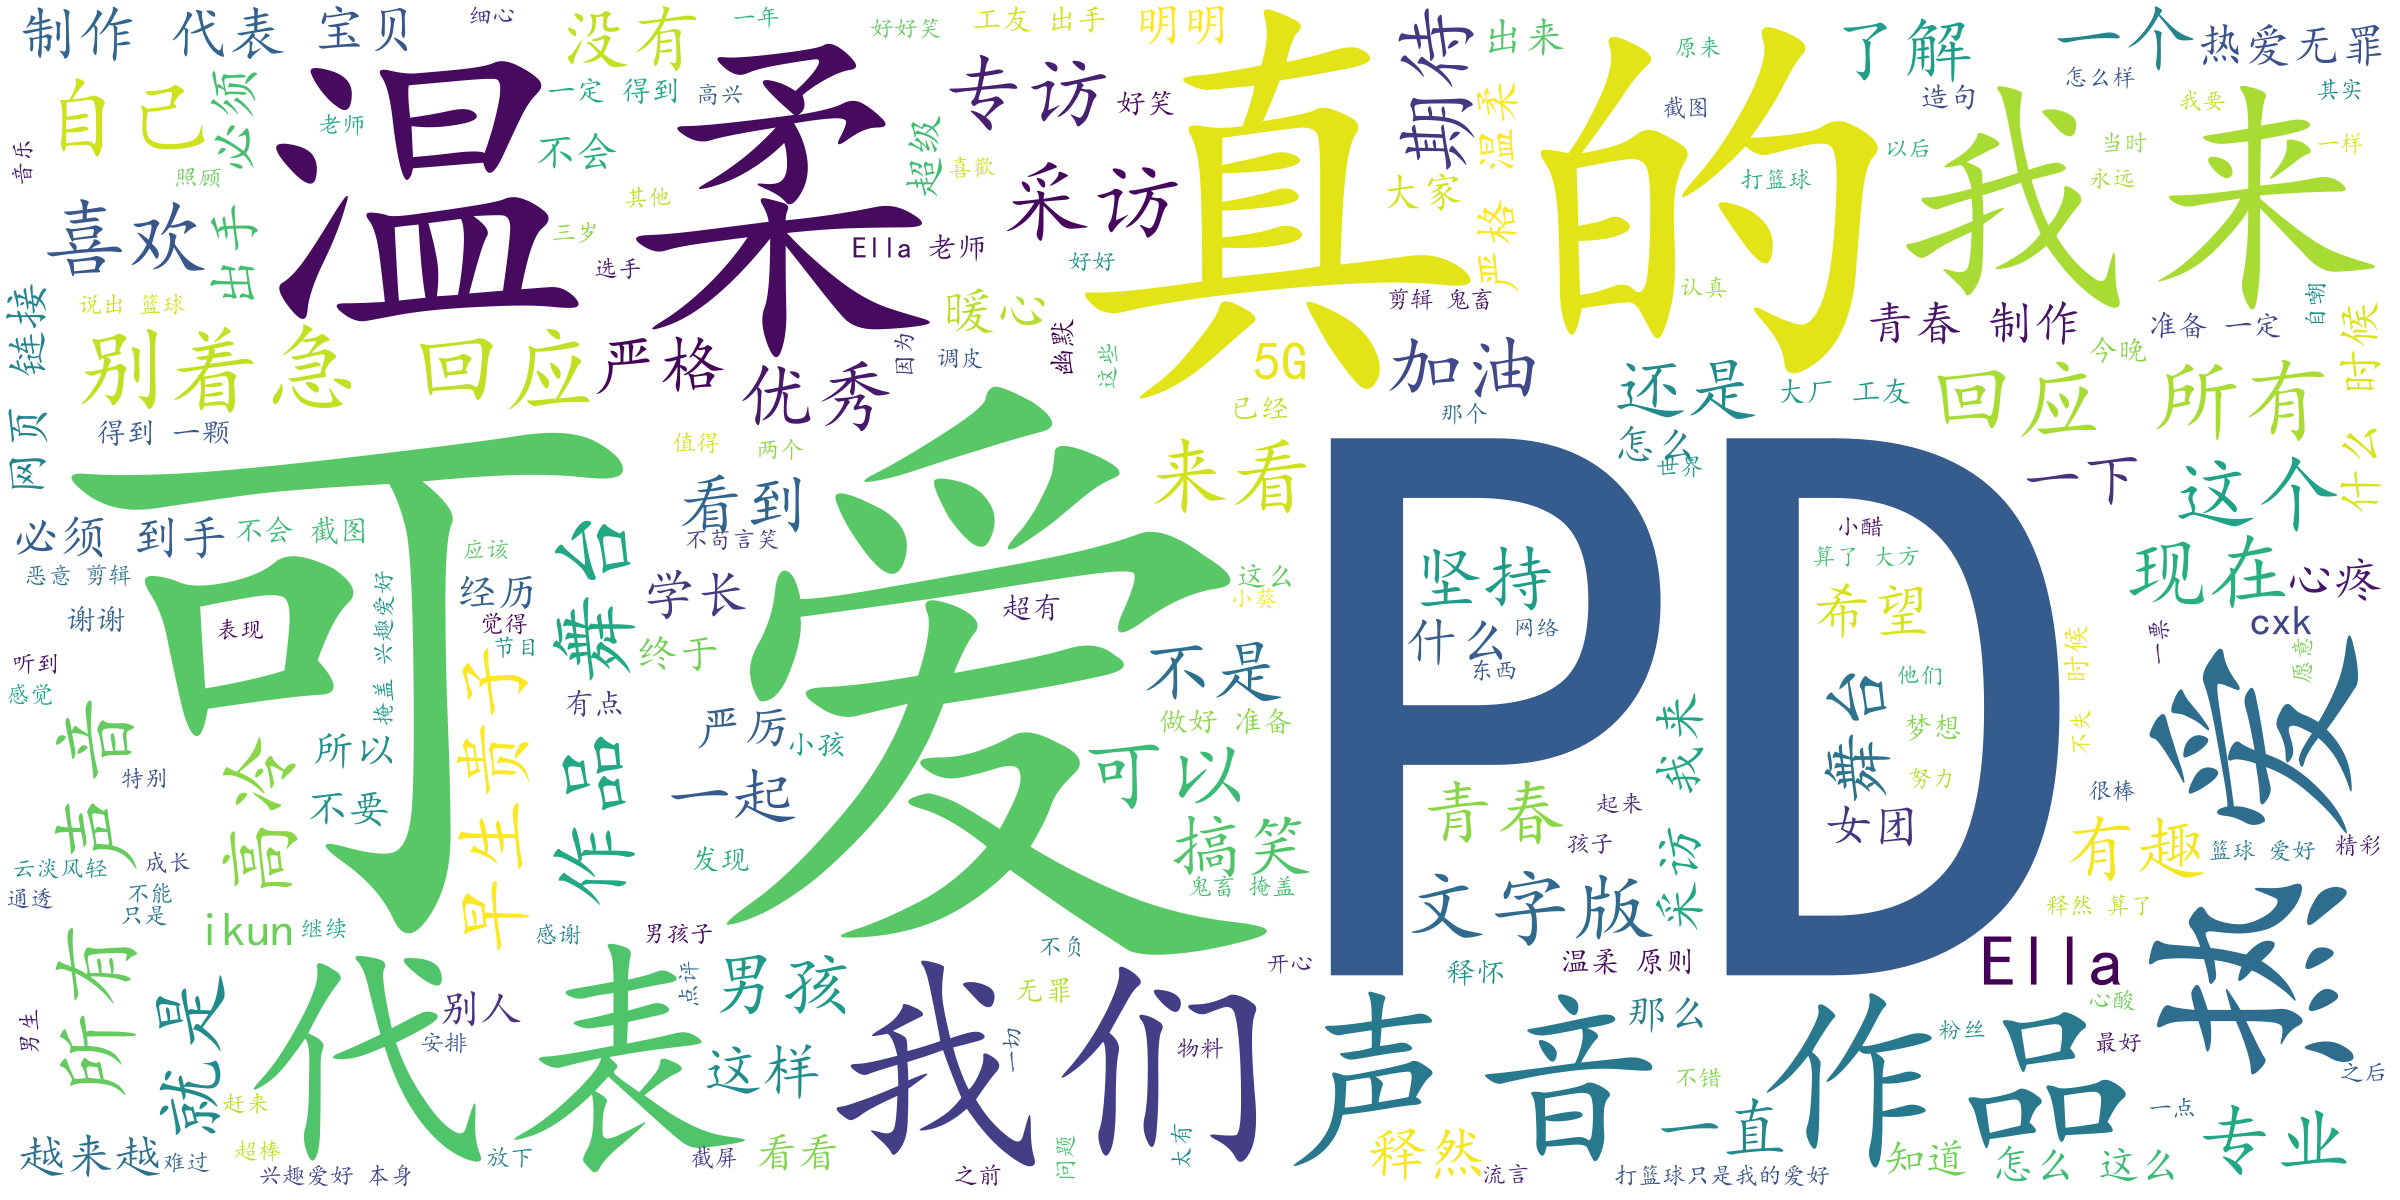 制作 代表
宝贝
细心
没有
一年
好好笑
工友 出手
明明
期待
出来
原来
了解
一个
热爱无罪
怎么样
其实
自己
必须
老师
温柔
一定 得到
高兴
专访
好笑
真的
温柔
截图
造句
我要
我来
音乐
照顾
不会
超级
喜欢
采访
大家
打篮球
以后
当时
一样
永远
喜欢
出手
三岁
其他
选手
Ella 老师
好好
严格
认真
说出 篮球
链接
别着急
回应
严格
暖心
幽默
剪辑 鬼畜
青春 制作
准备 一定
自嘲
时候
网页
优秀
因为
调皮
这些
5G
加油
还是
大厂 工友
今晚
回应
所有
得到 一颗
值得
两个
已经
那个
怎么
世界
一下
这个
什么
可爱
看到
来看
PD
必须 到手
不会 截图
应该
舞台
不苟言笑
坚持
小醋
算了 大方
现在
心疼
恶意 剪辑
兴趣爱好
经历
学长
超有
这么
小葵
希望
cxk
谢谢
表现
觉得
节目
终于
什么
网络
东西
时候
一票
愿意
听到
感觉
掩盖
早生贵子
有点
不是
舞台
他们
热爱
声音
特别
高冷
所以
作品
严厉
小孩
做好 准备
我来
梦想
不失
不要
一起
可以
青春
起来
努力
很棒
女团
云淡风轻
成长
发现
搞笑
孩子
有趣
篮球 爱好
精彩
通透
不能
只是
鬼畜 掩盖
文字版
采访
释然 算了
ikun
继续
感谢
男孩子
不负
开心
释怀
温柔 原则
Ella
所有
就是
代表
别人
点评
男孩
无罪
我们
声音
那么
作品
心酸
男生
安排
这样
一切
物料
粉丝
最好
之后
赶来
不错
一直
一点
越来越
难过
超棒
放下
截屏
看看
问题
太有
释然
知道
怎么 这么
专业
兴趣爱好 本身
之前
流言
打篮球只是我的爱好